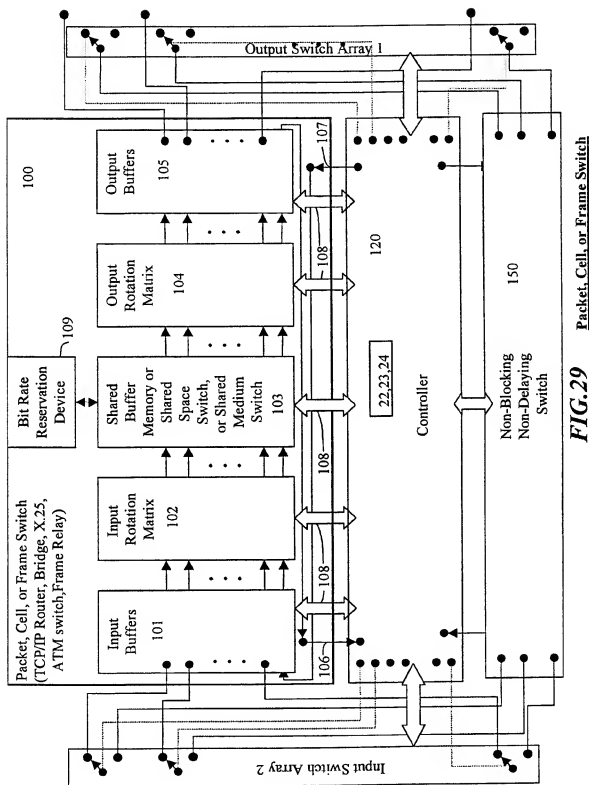 Output Switch Array 1
Packet, Cell, or Frame Switch
(TCP/IP Router, Bridge, X.25,
ATM switch,Frame Relay)
100
Bit Rate
Reservation
Device
109
Input
Buffers
101
Input
Rotation
Matrix
102
Shared
Buffer
Memory or
Shared
Space
Switch,
or Shared
Medium
Switch
103
Output
Rotation
Matrix
104
Output
Buffers
105
106
107
108
108
108
108
22,23,24
Controller
120
Non-Blocking
Non-Delaying
Switch
150
Input Switch Array 2
FIG.29
Packet, Cell, or Frame Switch